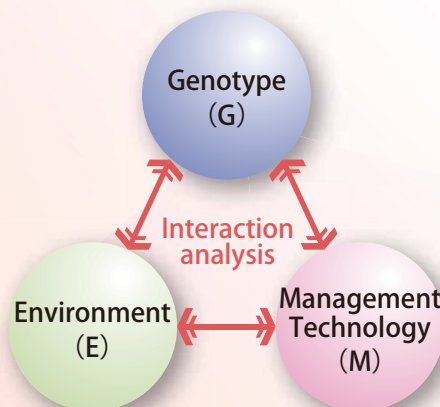 Genotype
（G）
Interaction
analysis
Environment
（E）
Management
Technology
（M）